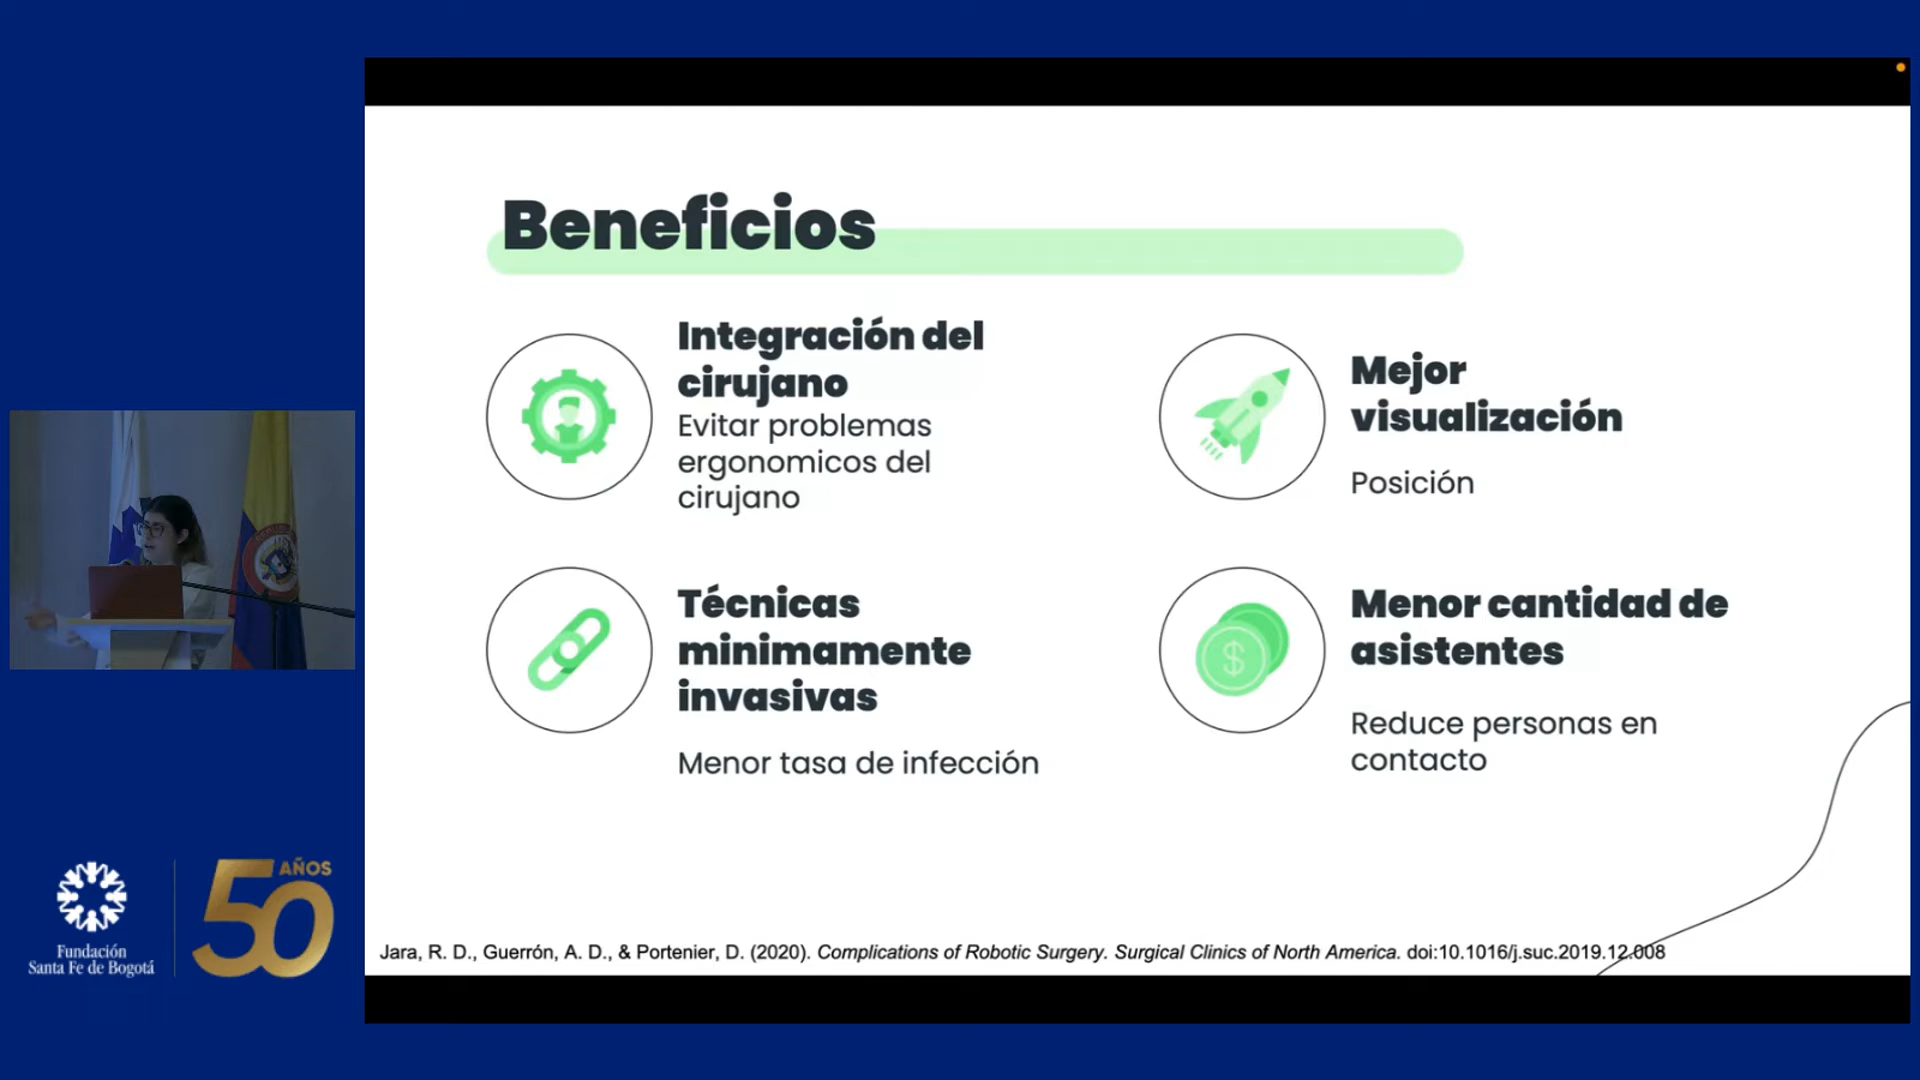 Beneficios
Integración del
cirujano
Evitar problemas
ergonomicos del
cirujano
Mejor
visualización
Posición
Técnicas
minimamente
invasivas
Menor tasa de infección
Menor cantidad de
asistentes
Reduce personas en
contacto
$
Jara, R. D., Guerrón, A. D., & Portenier, D. (2020). Complications of Robotic Surgery. Surgical Clinics of North America. doi:10.1016/j.suc.2019.12.008
Fundación
Santa Fe de Bogotá
50 AÑOS